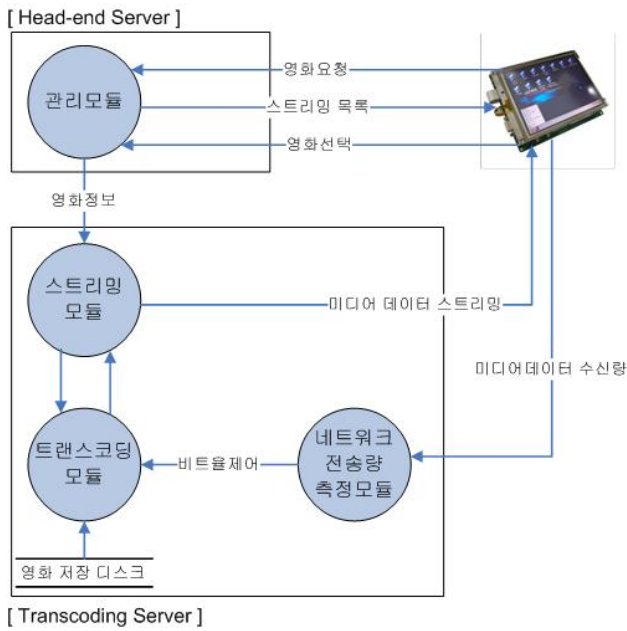 [ Head-end Server ]
관리모듈
영화요청
스트리밍 목록
영화선택
영화정보
스트리밍
모듈
미디어 데이터 스트리밍
미디어데이터 수신량
트랜스코딩
모듈
비트율제어
네트워크
전송량
측정모듈
영화 저장 디스크
[ Transcoding Server ]